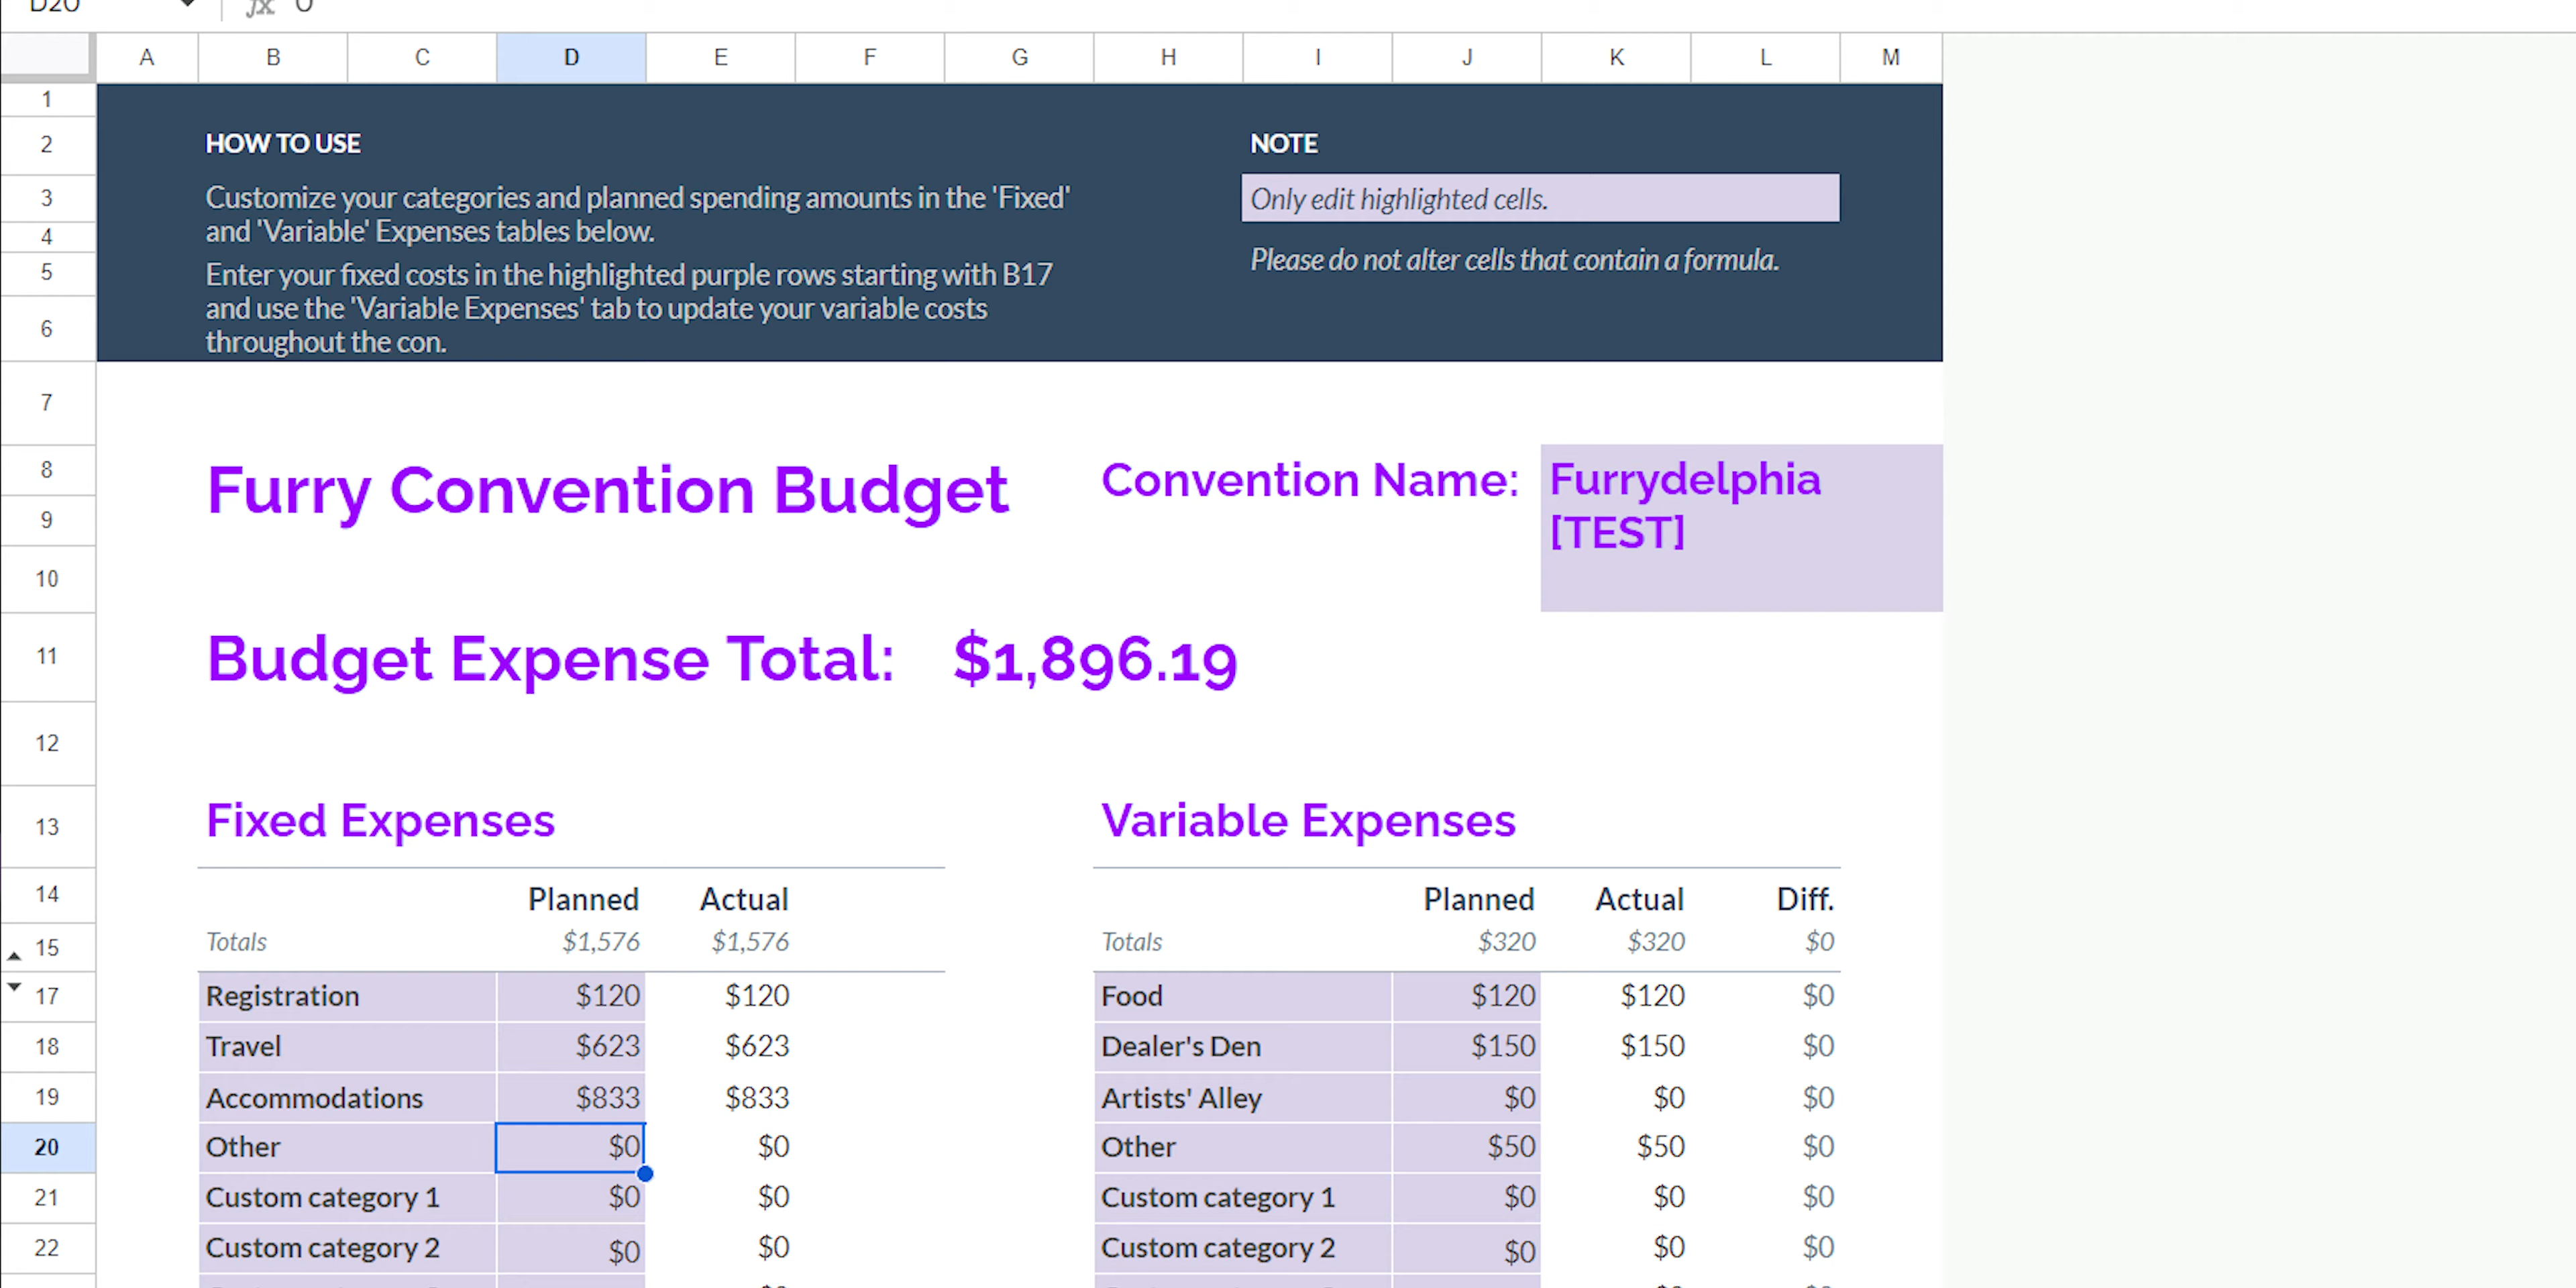 D20 fx 0
A B C D E F G H I J K L M
1
2 HOW TO USE NOTE
3 Customize your categories and planned spending amounts in the 'Fixed' Only edit highlighted cells.
4 and 'Variable' Expenses tables below.
Please do not alter cells that contain a formula.
5 Enter your fixed costs in the highlighted purple rows starting with B17
6 and use the 'Variable Expenses' tab to update your variable costs
throughout the con.
7
8 Furry Convention Budget Convention Name: Furrydelphia
9 [TEST]
10
11 Budget Expense Total: $1,896.19
12
13 Fixed Expenses Variable Expenses
14 Planned Actual Planned Actual Diff.
15 Totals $1,576 $1,576 Totals $320 $320 $0
17 Registration $120 $120 Food $120 $120 $0
18 Travel $623 $623 Dealer's Den $150 $150 $0
19 Accommodations $833 $833 Artists' Alley $0 $0 $0
20 Other $0 $0 Other $50 $50 $0
21 Custom category 1 $0 $0 Custom category 1 $0 $0 $0
22 Custom category 2 $0 $0 Custom category 2 $0 $0 $0